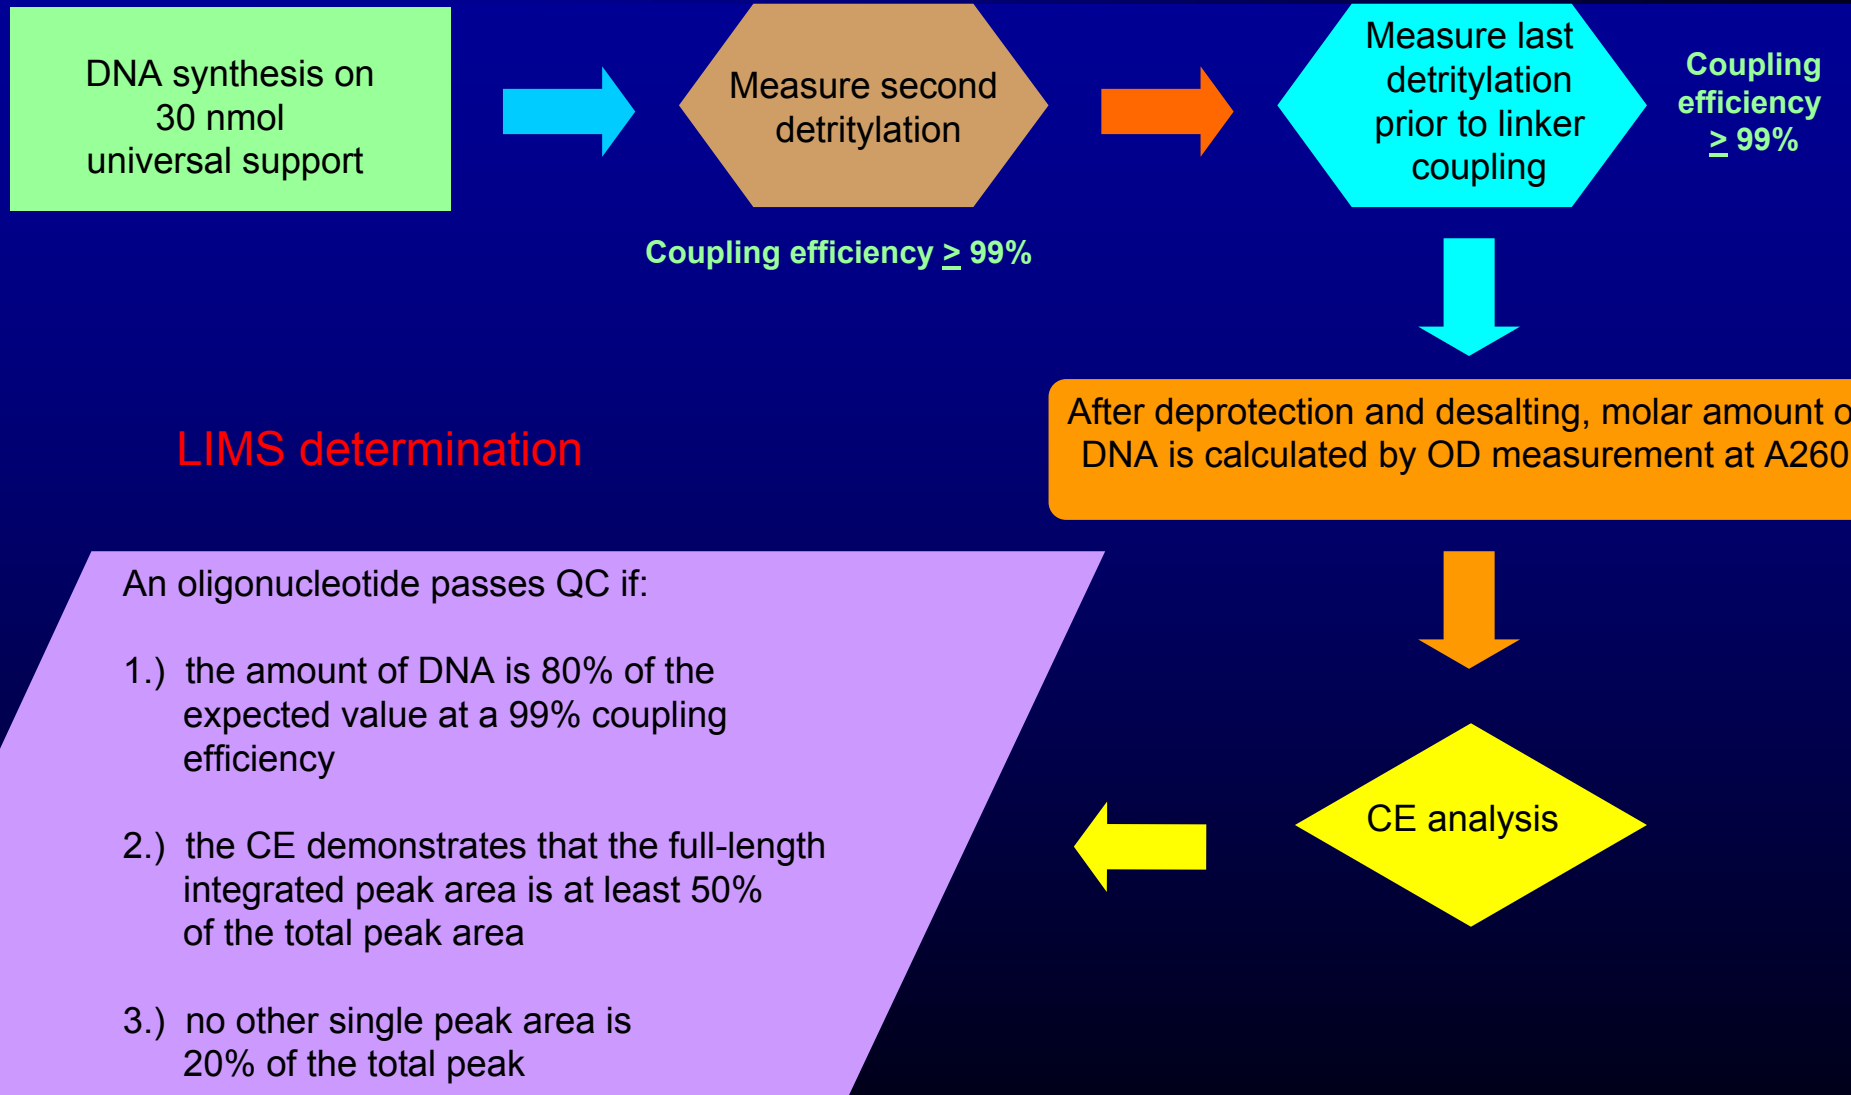 DNA synthesis on
30 nmol
universal support
Measure second
detritylation
Coupling efficiency ≥ 99%
Measure last
detritylation
prior to linker
coupling
Coupling
efficiency
≥ 99%
After deprotection and desalting, molar amount o
DNA is calculated by OD measurement at A260
CE analysis
LIMS determination
An oligonucleotide passes QC if:
1.) the amount of DNA is 80% of the
expected value at a 99% coupling
efficiency
2.) the CE demonstrates that the full-length
integrated peak area is at least 50%
of the total peak area
3.) no other single peak area is
20% of the total peak